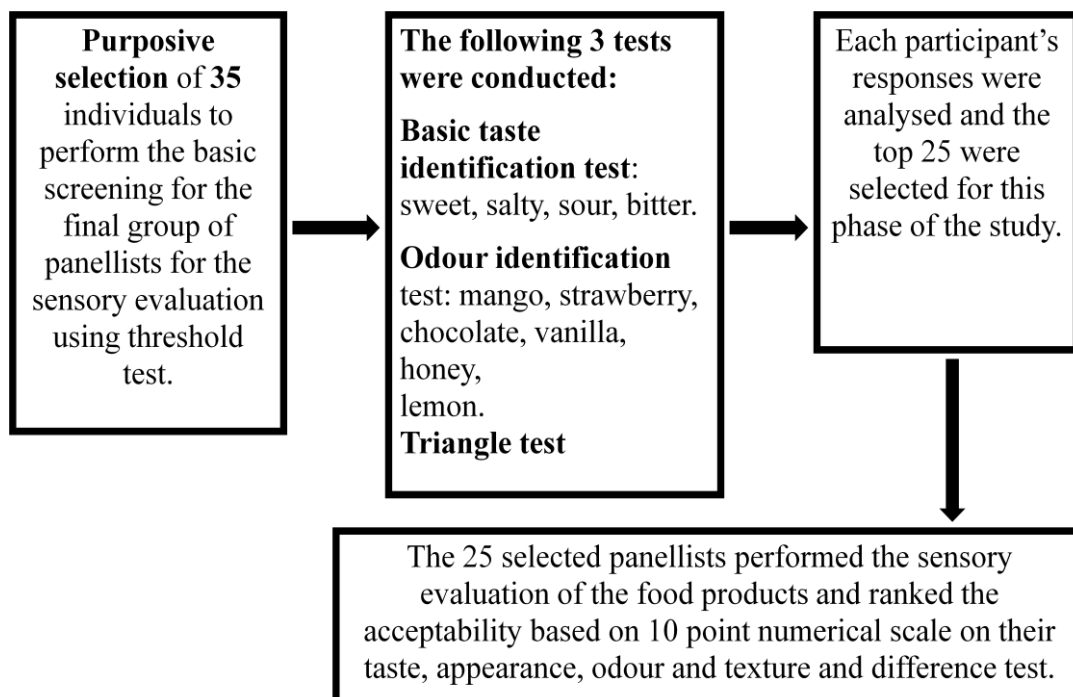 Purposive
selection of 35
individuals to
perform the basic
screening for the
final group of
panellists for the
sensory evaluation
using threshold
test.
The following 3 tests
were conducted:
Basic taste
identification test:
sweet, salty, sour, bitter.
Odour identification
test: mango, strawberry,
chocolate, vanilla,
honey,
lemon.
Triangle test
Each participant’s
responses were
analysed and the
top 25 were
selected for this
phase of the study.
The 25 selected panellists performed the sensory
evaluation of the food products and ranked the
acceptability based on 10 point numerical scale on their
taste, appearance, odour and texture and difference test.